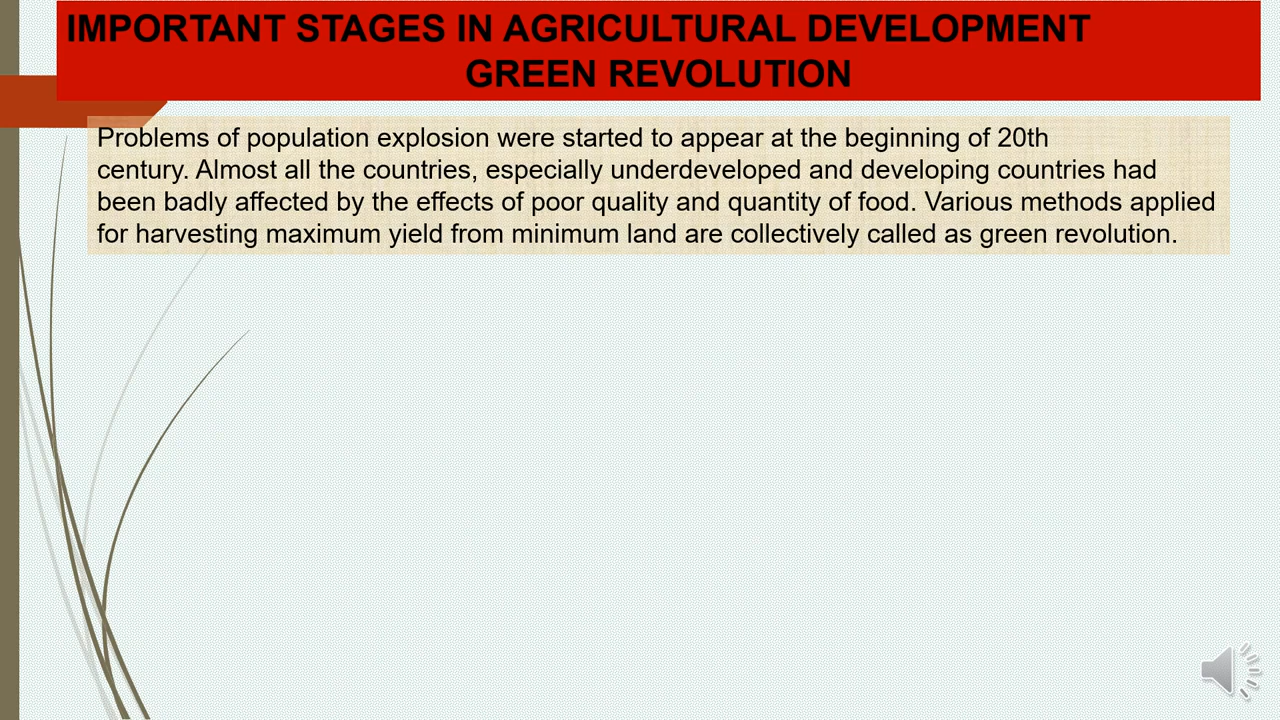 IMPORTANT STAGES IN AGRICULTURAL DEVELOPMENT
GREEN REVOLUTION
Problems of population explosion were started to appear at the beginning of 20th
century. Almost all the countries, especially underdeveloped and developing countries had
been badly affected by the effects of poor quality and quantity of food. Various methods applied
for harvesting maximum yield from minimum land are collectively called as green revolution.